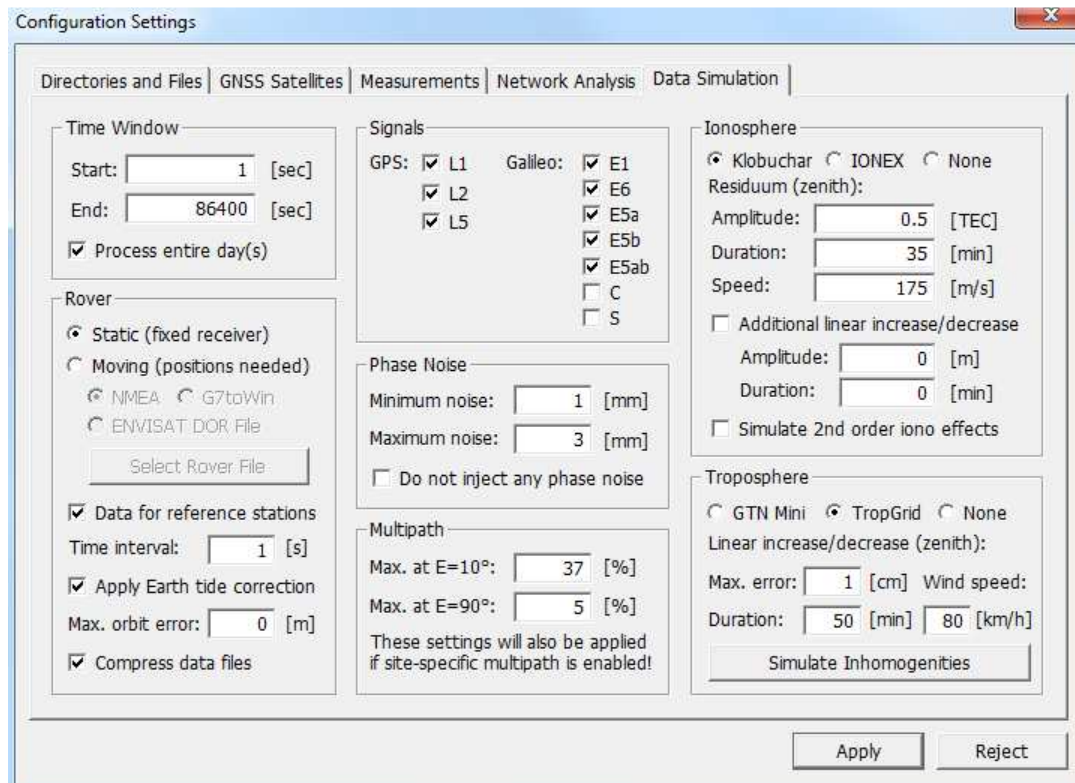 Configuration Settings
x
Directories and Files GNSS Satellites Measurements Network Analysis Data Simulation
Time Window
Start: 1 [sec]
End: 86400 [sec]
Process entire day(s)
Rover
Static (fixed receiver)
Moving (positions needed)
NMEA G7toWin
ENVISAT DOR File
Select Rover File
Data for reference stations
Time interval: 1 [s]
Apply Earth tide correction
Max. orbit error: 0 [m]
Compress data files
Signals
GPS: L1 Galileo: E1
L2 E6
L5 E5a
E5b
E5ab
C
S
Phase Noise
Minimum noise: 1 [mm]
Maximum noise: 3 [mm]
Do not inject any phase noise
Multipath
Max. at E=10°: 37 [%]
Max. at E=90°: 5 [%]
These settings will also be applied
if site-specific multipath is enabled!
Ionosphere
Klobuchar IONEX None
Residuum (zenith):
Amplitude: 0.5 [TEC]
Duration: 35 [min]
Speed: 175 [m/s]
Additional linear increase/decrease
Amplitude: 0 [m]
Duration: 0 [min]
Simulate 2nd order iono effects
Troposphere
GTN Mini TropGrid None
Linear increase/decrease (zenith):
Max. error: 1 [cm] Wind speed:
Duration: 50 [min] 80 [km/h]
Simulate Inhomogenities
Apply Reject